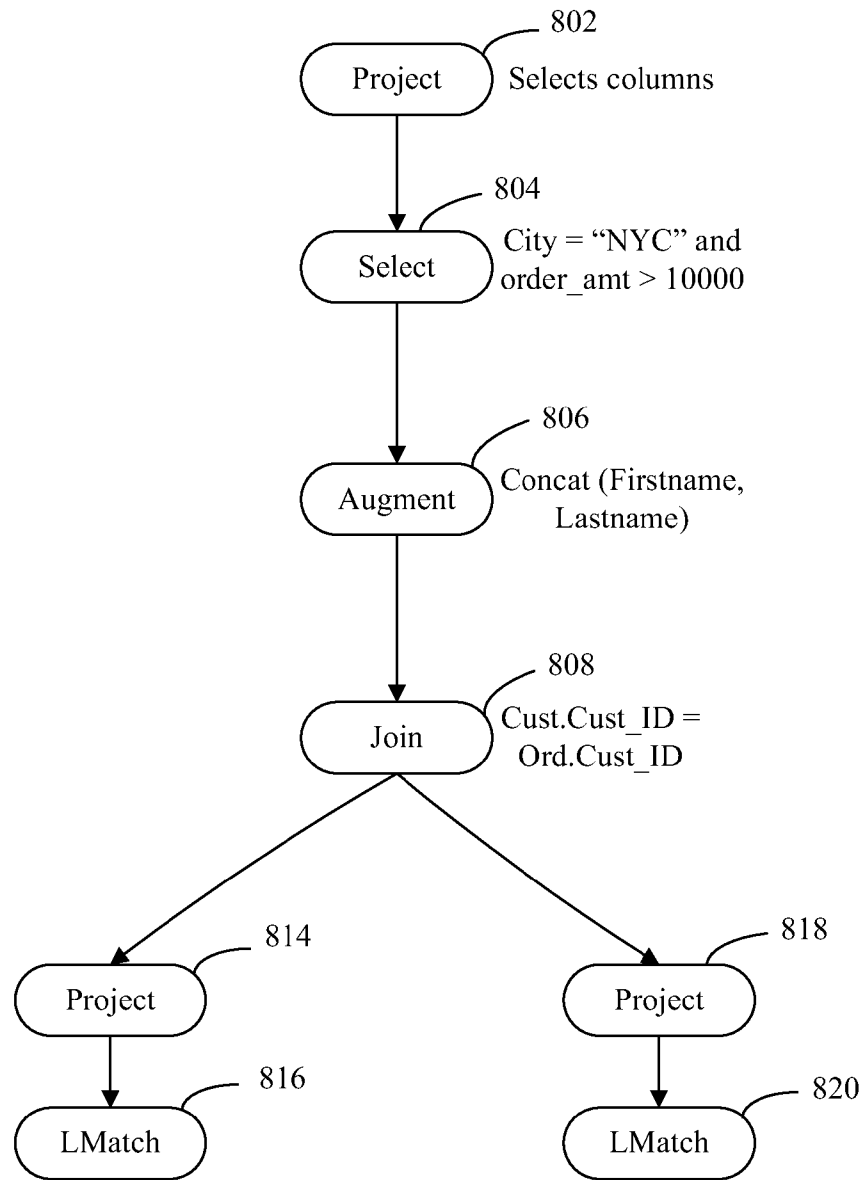 802
Project
Selects columns
804
Select
City = “NYC” and
order_amt > 10000
806
Augment
Concat (Firstname,
Lastname)
808
Join
Cust.Cust_ID =
Ord.Cust_ID
814
Project
818
Project
816
LMatch
820
LMatch